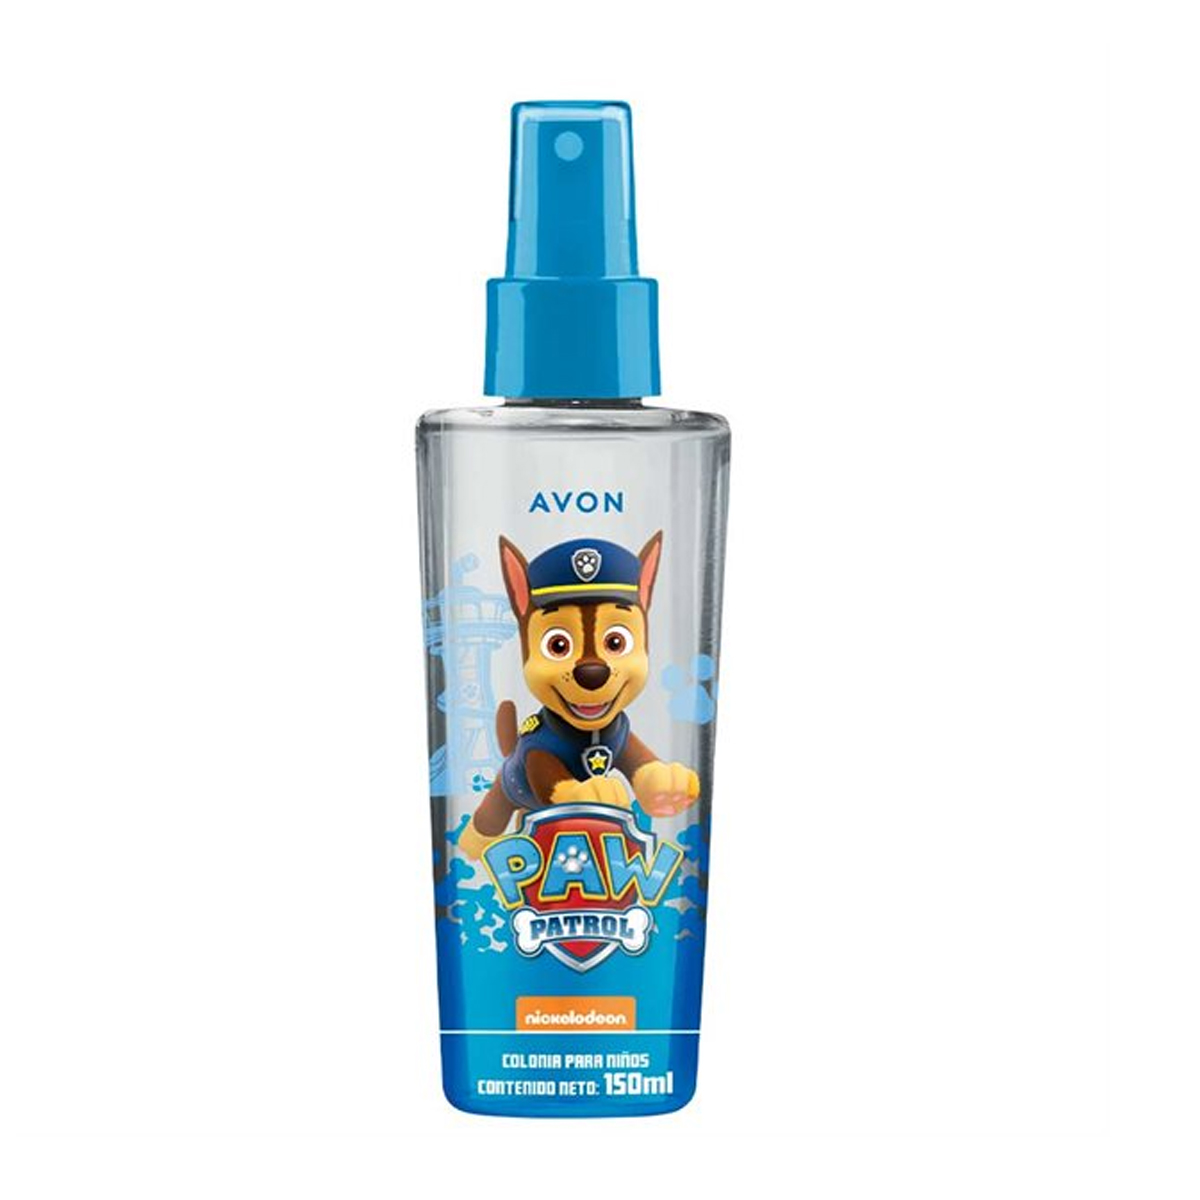 AVON
PAW
PATROL
nickelodeon
COLONIA PARA NIÑOS
CONTENIDO NETO: 150ml